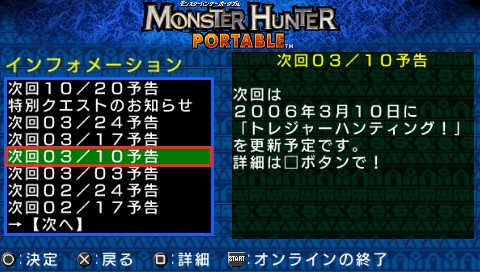 モンスターハンターポータブル
MONSTER HUNTER
PORTABLE™
インフォメーション
次回10/20予告
特別クエストのお知らせ
次回03/24予告
次回03/17予告
次回03/10予告
次回03/03予告
次回02/24予告
次回02/17予告
→【次へ】
次回03/10予告
次回は
2006年3月10日に
「トレジャーハンティング!」
を更新予定です。
詳細は□ボタンで!
○:決定 ×:戻る □:詳細 START:オンラインの終了